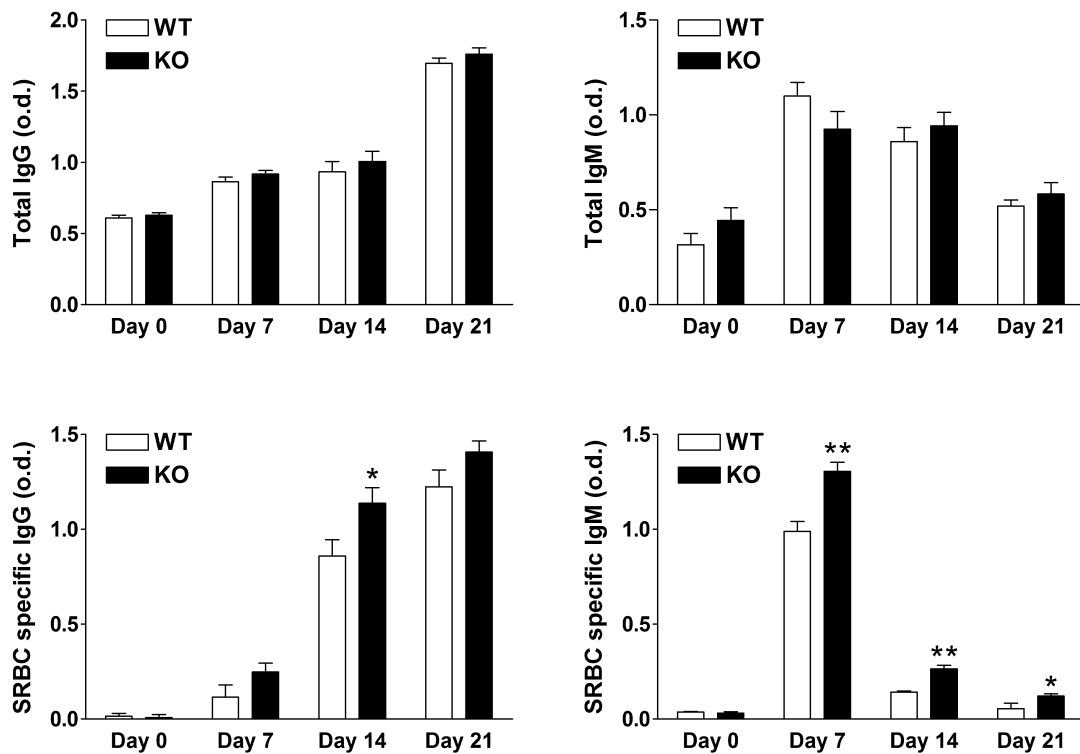 WT
KO
Total IgG (o.d.)
2.0
1.5
1.0
0.5
0.0
Day 0 Day 7 Day 14 Day 21
WT
KO
Total IgM (o.d.)
1.5
1.0
0.5
0.0
Day 0 Day 7 Day 14 Day 21
WT
KO
SRBC specific IgG (o.d.)
1.5
1.0
0.5
0.0
*
Day 0 Day 7 Day 14 Day 21
WT
KO
SRBC specific IgM (o.d.)
1.5
1.0
0.5
0.0
**
**
*
Day 0 Day 7 Day 14 Day 21